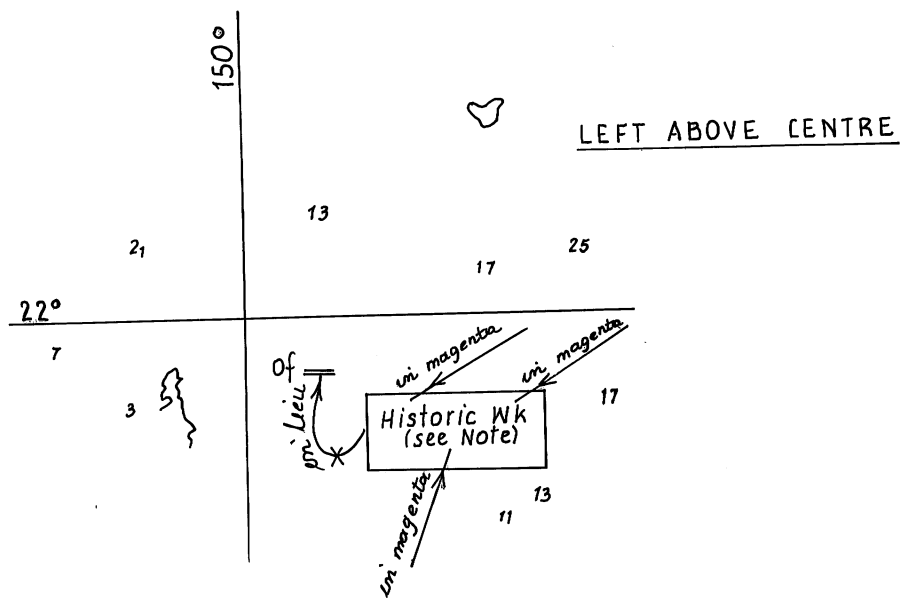 150°
LEFT ABOVE CENTRE
13
21
17
25
22°
7
in magenta
in magenta
Of
in lieu
3
17
Historic Wk
(see Note)
in magenta
13
11